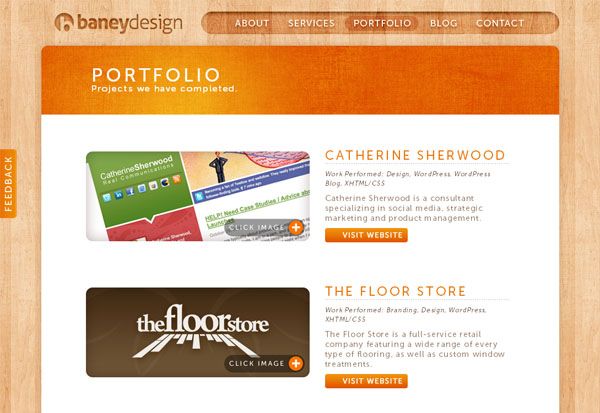 baneydesign
ABOUT SERVICES PORTFOLIO BLOG CONTACT
PORTFOLIO
Projects we have completed.
FEEDBACK
CatherineSherwood
Real Communications
HELP! Need Case Studies / Advice abo
Launches
CLICK IMAGE
CATHERINE SHERWOOD
Work Performed: Design, WordPress, WordPress
Blog, XHTML/CSS
Catherine Sherwood is a consultant
specializing in social media, strategic
marketing and product management.
VISIT WEBSITE
thefloorstore
CLICK IMAGE
THE FLOOR STORE
Work Performed: Branding, Design, WordPress,
XHTML/CSS
The Floor Store is a full-service retail
company featuring a wide range of every
type of flooring, as well as custom window
treatments.
VISIT WEBSITE